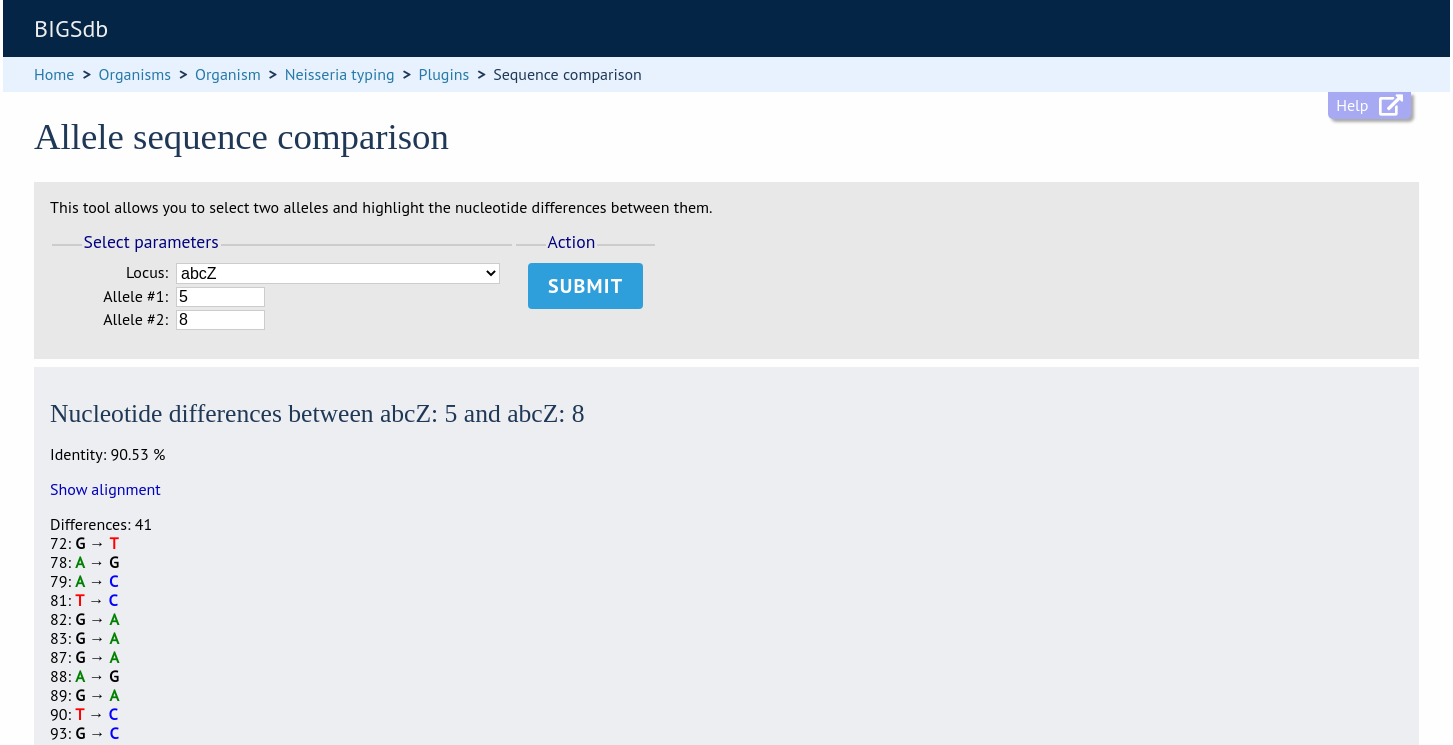 BIGSdb
Home > Organisms > Organism > Neisseria typing > Plugins > Sequence comparison
Help
Allele sequence comparison
This tool allows you to select two alleles and highlight the nucleotide differences between them.
Select parameters
Action
Locus: abcZ
SUBMIT
Allele #1: 5
Allele #2: 8
Nucleotide differences between abcZ: 5 and abcZ: 8
Identity: 90.53 %
Show alignment
Differences: 41
72: G → T
78: A → G
79: A → C
81: T → C
82: G → A
83: G → A
87: G → A
88: A → G
89: G → A
90: T → C
93: G → C